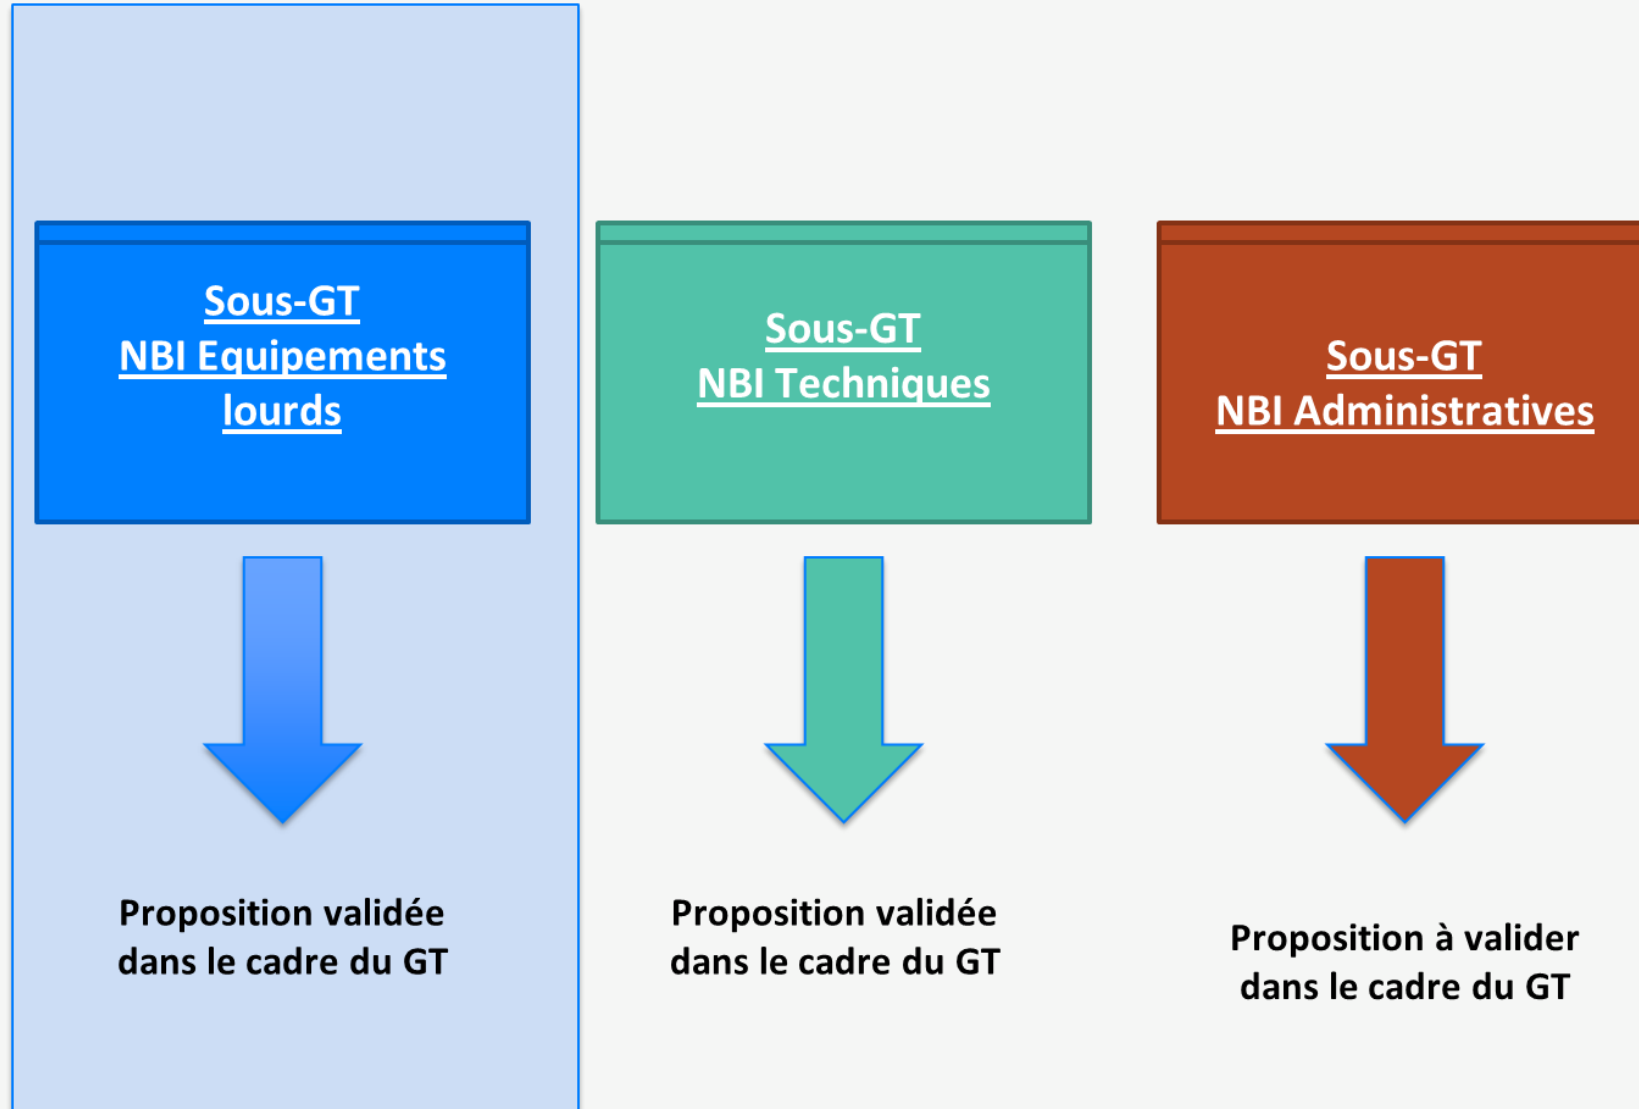 Sous-GT
NBI Equipements
lourds
Sous-GT
NBI Techniques
Sous-GT
NBI Administratives
Proposition validée
dans le cadre du GT
Proposition validée
dans le cadre du GT
Proposition à valider
dans le cadre du GT